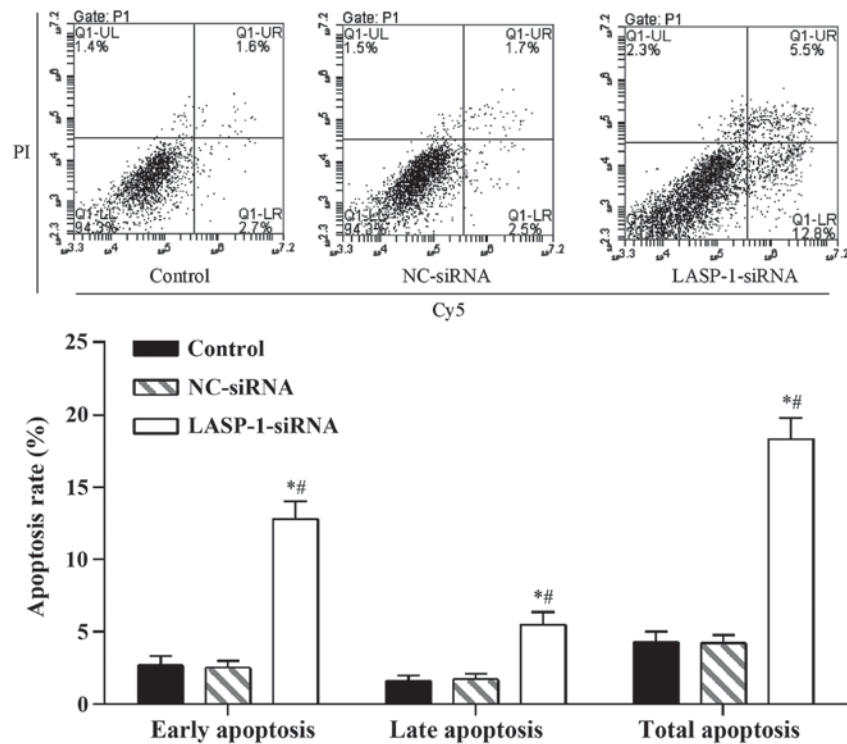 Gate: P1
Q1-UL
1.4%
Q1-UR
1.6%
Q1-LL
94.3%
Q1-LR
2.7%
Control
Gate: P1
Q1-UL
1.5%
Q1-UR
1.7%
94.3%
Q1-LR
2.5%
NC-siRNA
Gate: P1
Q1-UL
2.3%
Q1-UR
5.5%
Q1-LR
12.8%
LASP-1-siRNA
PI
Cy5
Control
NC-siRNA
LASP-1-siRNA
Apoptosis rate (%)
25
20
15
10
5
0
*#
*#
*#
Early apoptosis
Late apoptosis
Total apoptosis